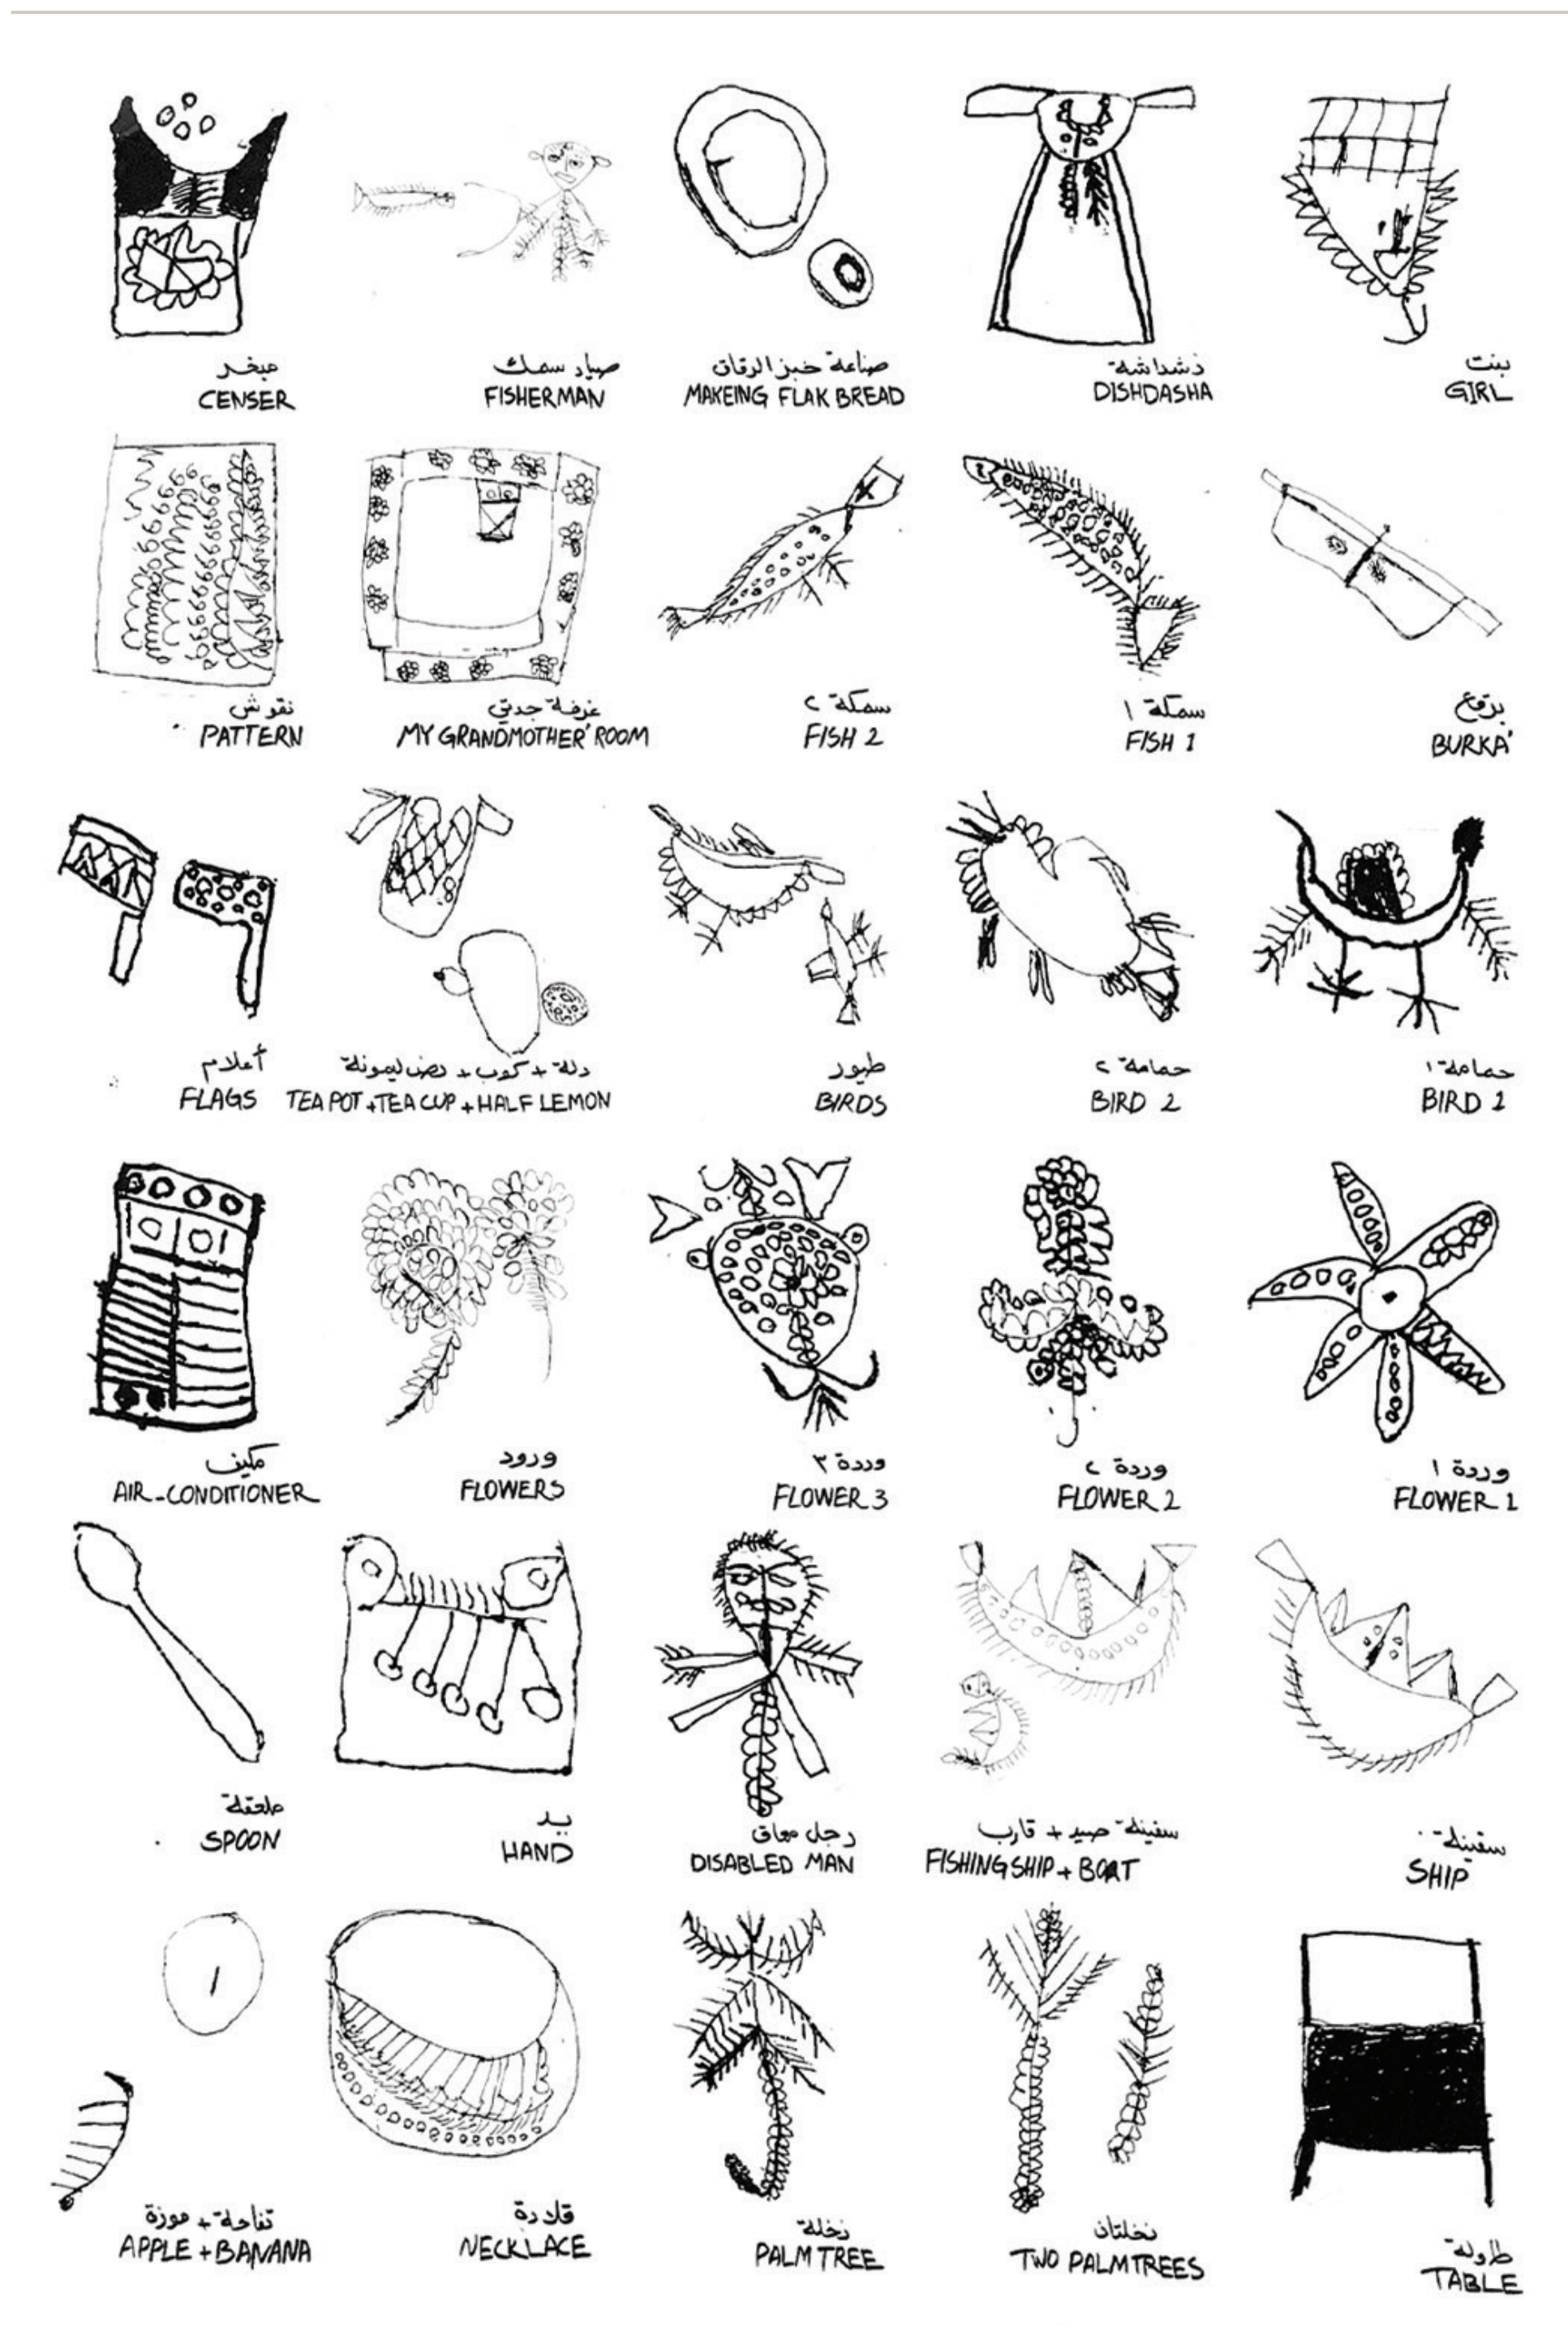 مبخر
CENSER
صياد سمك
FISHERMAN
صناعة خبز الرقاق
MAKEING FLAK BREAD
دشداشة
DISHDASHA
بنت
GIRL
نقوش
PATTERN
غرفة جدتي
MY GRANDMOTHER' ROOM
سمكة ٢
FISH 2
سمكة ١
FISH 1
برقع
BURKA'
أعلام
FLAGS
دلة + كوب + نصف ليمونة
TEA POT + TEA CUP + HALF LEMON
طيور
BIRDS
حمامة ٢
BIRD 2
حمامة ١
BIRD 1
مكيف
AIR-CONDITIONER
ورود
FLOWERS
وردة ٣
FLOWER 3
وردة ٢
FLOWER 2
وردة ١
FLOWER 1
ملعقة
SPOON
يد
HAND
رجل معاق
DISABLED MAN
سفينة صيد + قارب
FISHING SHIP + BOAT
سفينة
SHIP
تفاحة + موزة
APPLE + BANANA
قلادة
NECKLACE
نخلة
PALM TREE
نخلتان
TWO PALMTREES
طاولة
TABLE